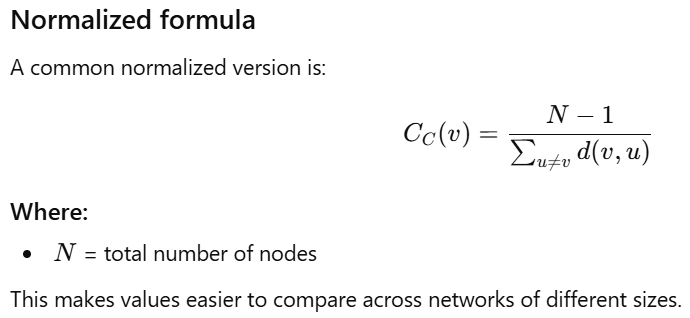 Normalized formula
A common normalized version is:
C_C(v) = \frac{N − 1}{\sum_{u≠v} d(v, u)}
Where:
• N = total number of nodes
This makes values easier to compare across networks of different sizes.